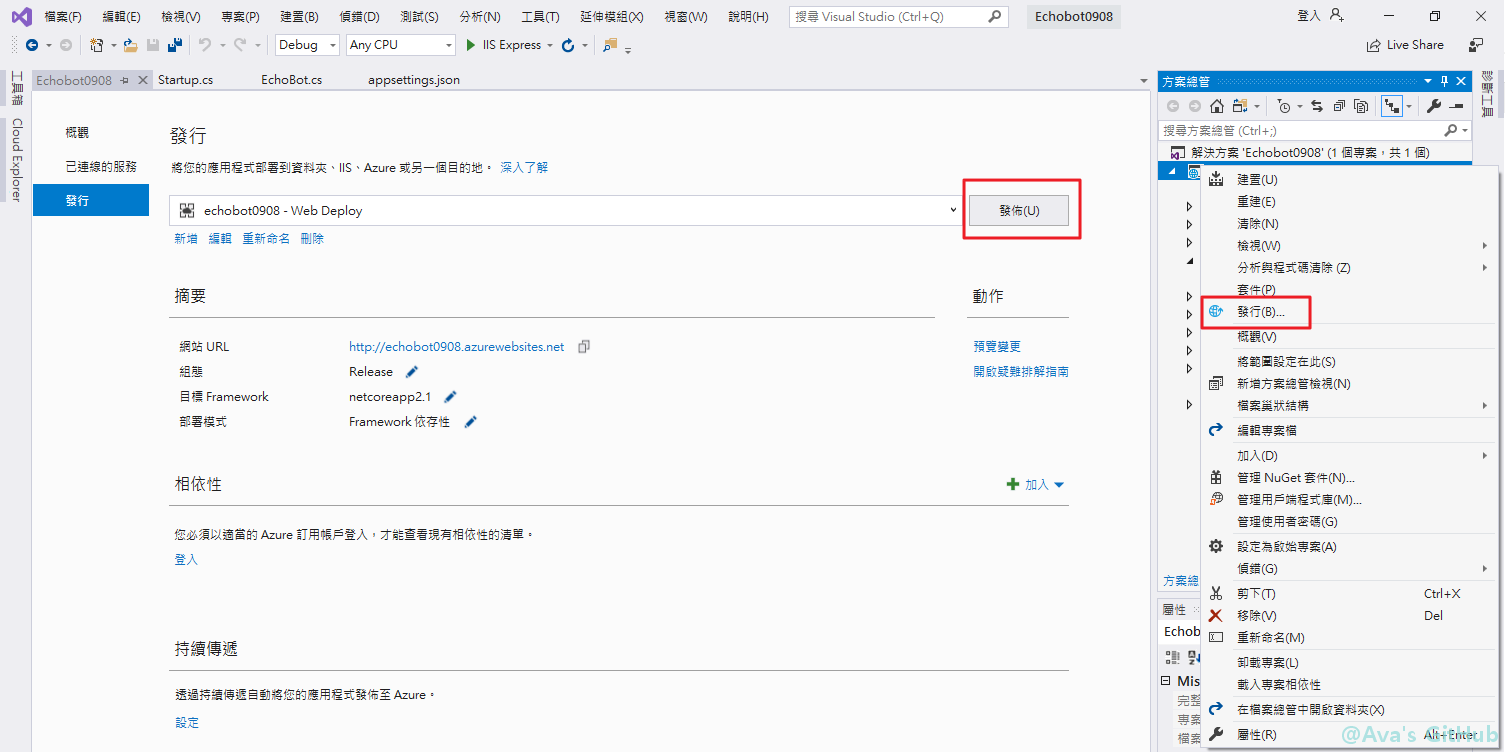 檔案(F) 編輯(E) 檢視(V) 專案(P) 建置(B) 偵錯(D) 測試(S) 分析(N) 工具(T) 延伸模組(X) 視窗(W) 說明(H) 搜尋 Visual Studio (Ctrl+Q) Echobot0908 登入
Debug Any CPU IIS Express Live Share
工具箱
Cloud Explorer
Echobot0908 Startup.cs EchoBot.cs appsettings.json
概觀
已連線的服務
發行
發行
將您的應用程式部署到資料夾、IIS、Azure 或另一個目的地。 深入了解
echobot0908 - Web Deploy 發佈(U)
新增 編輯 重新命名 刪除
摘要 動作
網站 URL http://echobot0908.azurewebsites.net 預覽變更
組態 Release 開啟疑難排解指南
目標 Framework netcoreapp2.1
部署模式 Framework 依存性
相依性 加入
您必須以適當的 Azure 訂用帳戶登入，才能查看現有相依性的清單。
登入
持續傳遞
透過持續傳遞自動將您的應用程式發佈至 Azure。
設定
方案總管
搜尋方案總管 (Ctrl+;)
解決方案 'Echobot0908' (1 個專案，共 1 個)
建置(U)
重建(E)
清除(N)
檢視(W)
分析與程式碼清除 (Z)
套件(P)
發行(B)...
概觀(V)
將範圍設定在此(S)
新增方案總管檢視(N)
檔案巢狀結構
編輯專案檔
加入(D)
管理 NuGet 套件(N)...
管理用戶端程式庫(M)...
管理使用者密碼(G)
設定為啟始專案(A)
偵錯(G)
剪下(T) Ctrl+X
移除(V) Del
重新命名(M)
卸載專案(L)
載入專案相依性
在檔案總管中開啟資料夾(X)
屬性(R) Alt+Enter
方案總
屬性
Echob
Mis
完整
專案
檔案
診斷工具
@Ava's GitHub